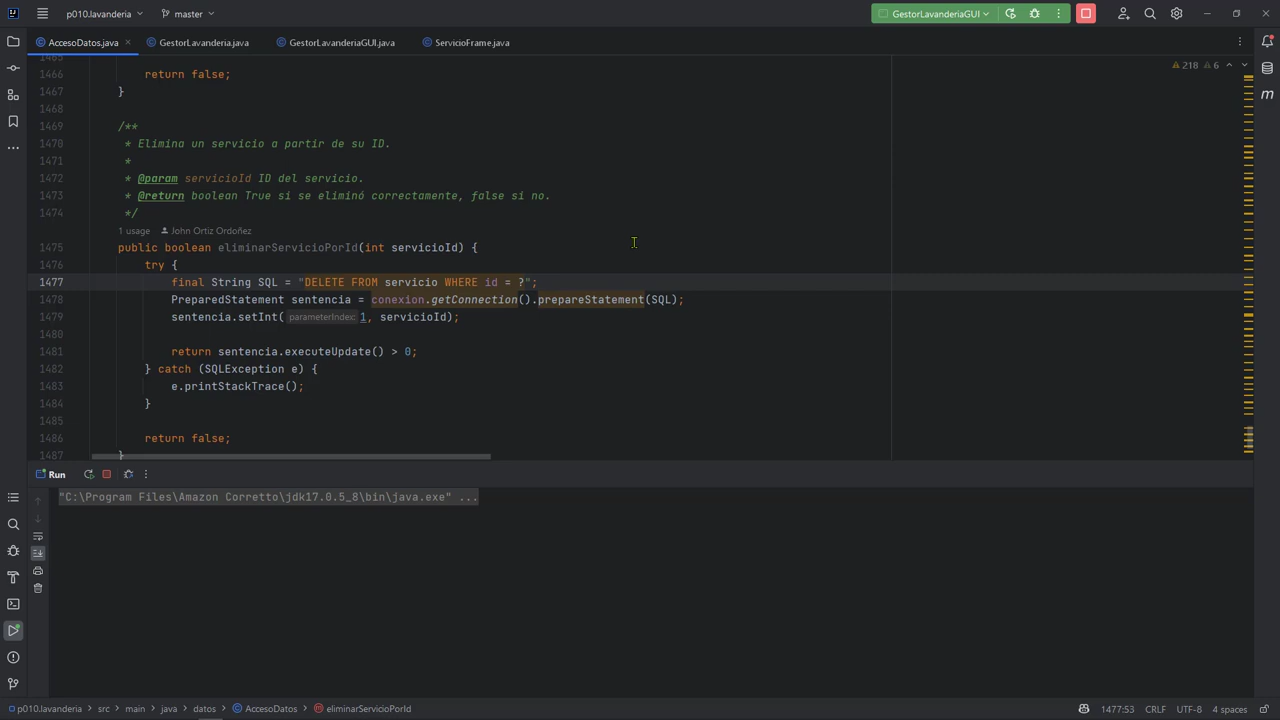 p010.lavanderia
master
GestorLavanderiaGUI
AccesoDatos.java
GestorLavanderia.java
GestorLavanderiaGUI.java
ServicioFrame.java
218 6
1465
1466 return false;
1467 }
1468
1469 /**
1470 * Elimina un servicio a partir de su ID.
1471 *
1472 * @param servicioId ID del servicio.
1473 * @return boolean True si se eliminó correctamente, false si no.
1474 */
1 usage John Ortiz Ordoñez
1475 public boolean eliminarServicioPorId(int servicioId) {
1476 try {
1477 final String SQL = "DELETE FROM servicio WHERE id = ?";
1478 PreparedStatement sentencia = conexion.getConnection().prepareStatement(SQL);
1479 sentencia.setInt( parameterIndex: 1, servicioId);
1480
1481 return sentencia.executeUpdate() > 0;
1482 } catch (SQLException e) {
1483 e.printStackTrace();
1484 }
1485
1486 return false;
1487 }
Run
"C:\Program Files\Amazon Corretto\jdk17.0.5_8\bin\java.exe" ...
p010.lavanderia > src > main > java > datos > AccesoDatos > eliminarServicioPorId
1477:53 CRLF UTF-8 4 spaces